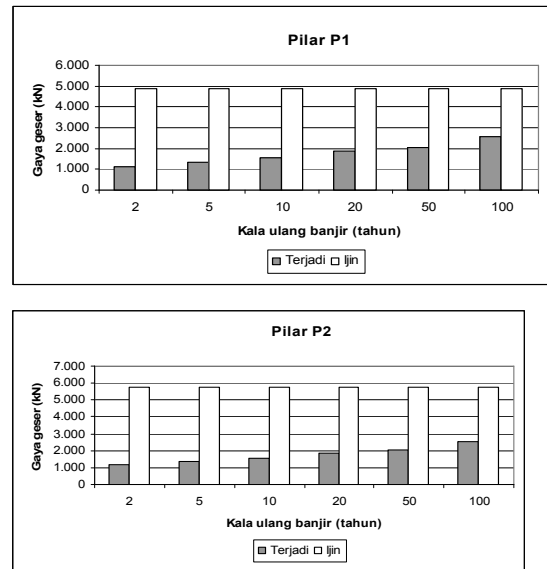 Pilar P1
6.000
5.000
4.000
3.000
2.000
1.000
0
Gaya geser (kN)
2 5 10 20 50 100
Kala ulang banjir (tahun)
Terjadi Ijin
Pilar P2
7.000
6.000
5.000
4.000
3.000
2.000
1.000
0
Gaya geser (kN)
2 5 10 20 50 100
Kala ulang banjir (tahun)
Terjadi Ijin